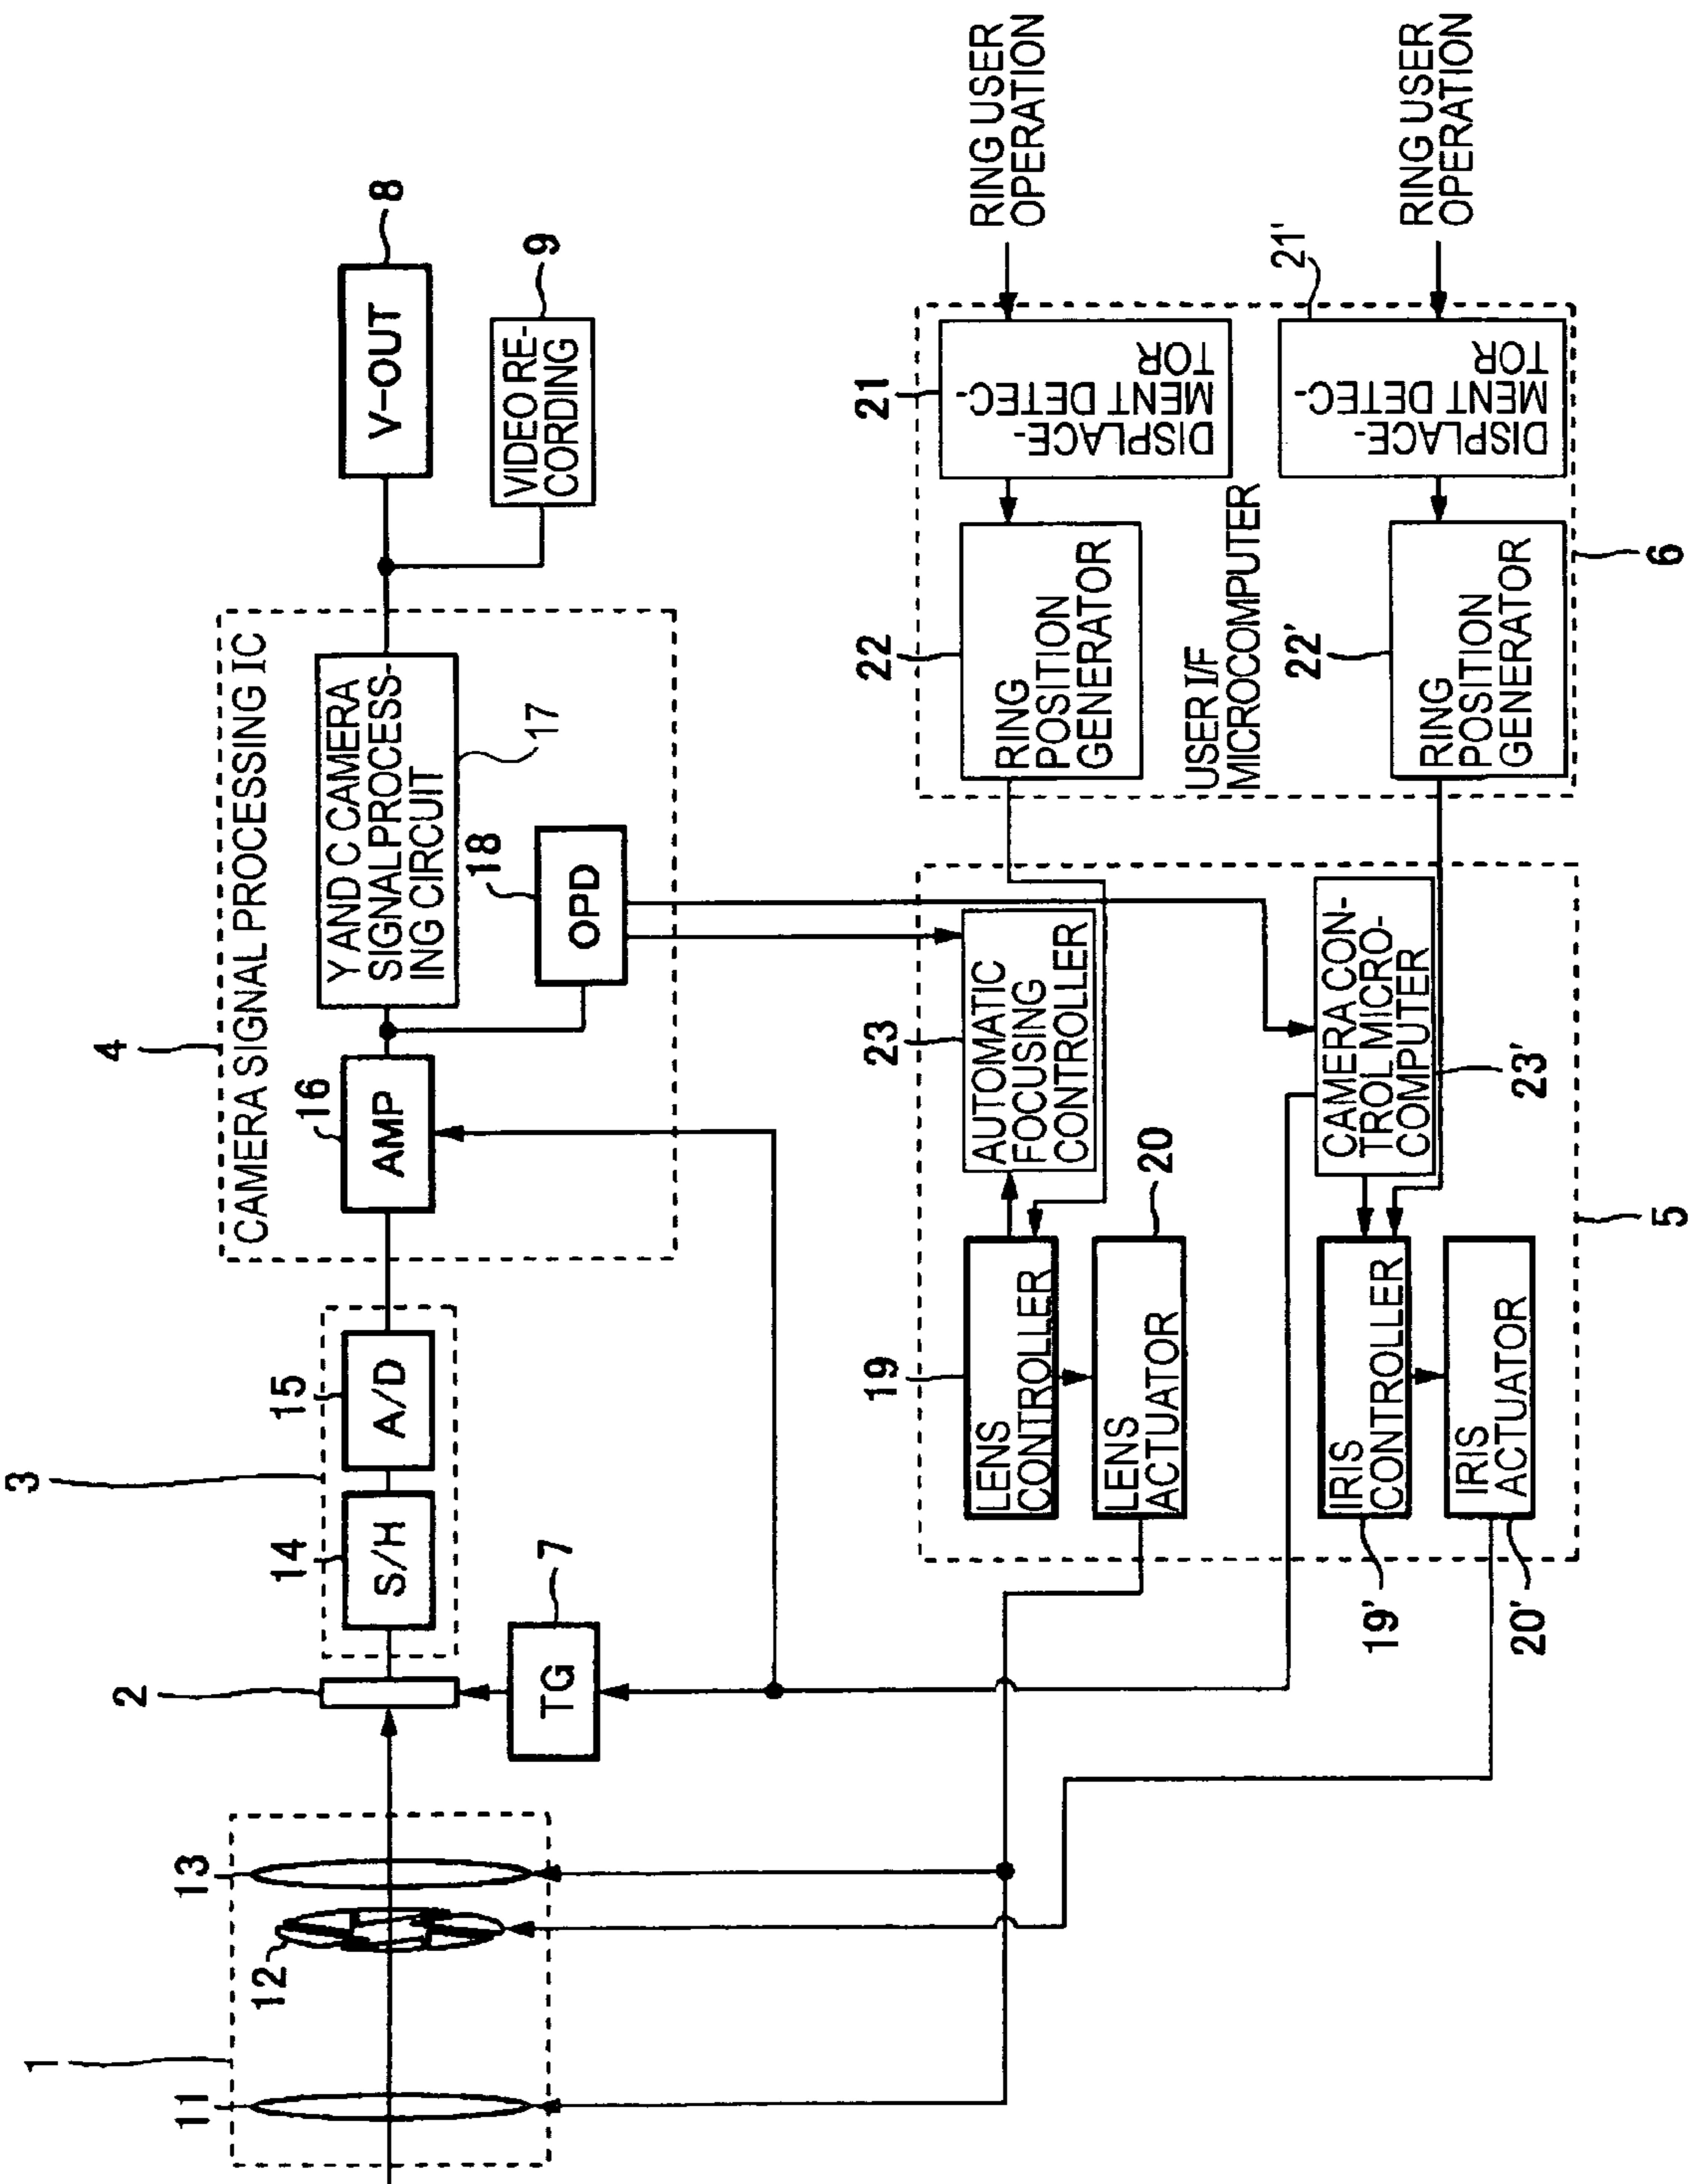 1
11
12
13
2
3
14
S/H
15
A/D
7
TG
4
CAMERA SIGNAL PROCESSING IC
16
AMP
Y AND C CAMERA
SIGNAL PROCESS-
ING CIRCUIT
17
18
OPD
V-OUT
8
VIDEO RE-
CORDING
9
19
LENS
CONTROLLER
LENS
ACTUATOR
20
23
AUTOMATIC
FOCUSING
CONTROLLER
19'
IRIS
CONTROLLER
20'
IRIS
ACTUATOR
CAMERA CON-
TROL MICRO-
COMPUTER
23'
5
22
RING
POSITION
GENERATOR
21
DISPLACE-
MENT DETEC-
TOR
RING USER
OPERATION
USER I/F
MICROCOMPUTER
22'
RING
POSITION
GENERATOR
21'
DISPLACE-
MENT DETEC-
TOR
RING USER
OPERATION
6